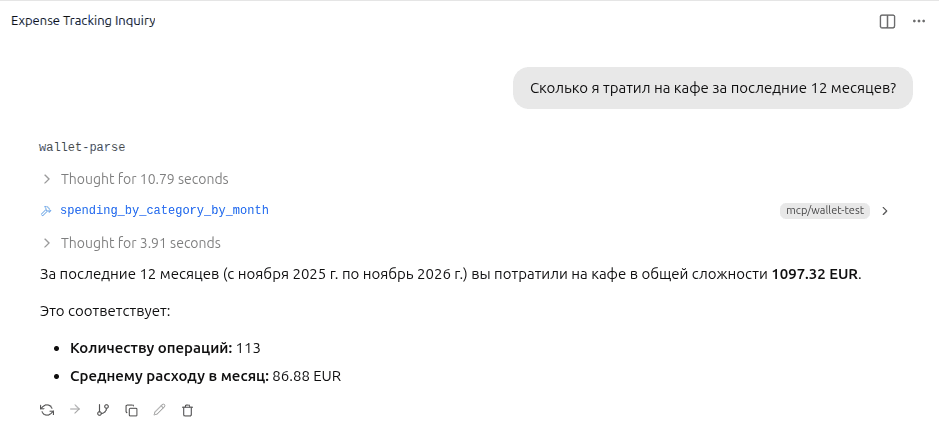 Expense Tracking Inquiry
Сколько я тратил на кафе за последние 12 месяцев?
wallet-parse
Thought for 10.79 seconds
spending_by_category_by_month
mcp/wallet-test
Thought for 3.91 seconds
За последние 12 месяцев (с ноября 2025 г. по ноябрь 2026 г.) вы потратили на кафе в общей сложности 1097.32 EUR.
Это соответствует:
• Количеству операций: 113
• Среднему расходу в месяц: 86.88 EUR